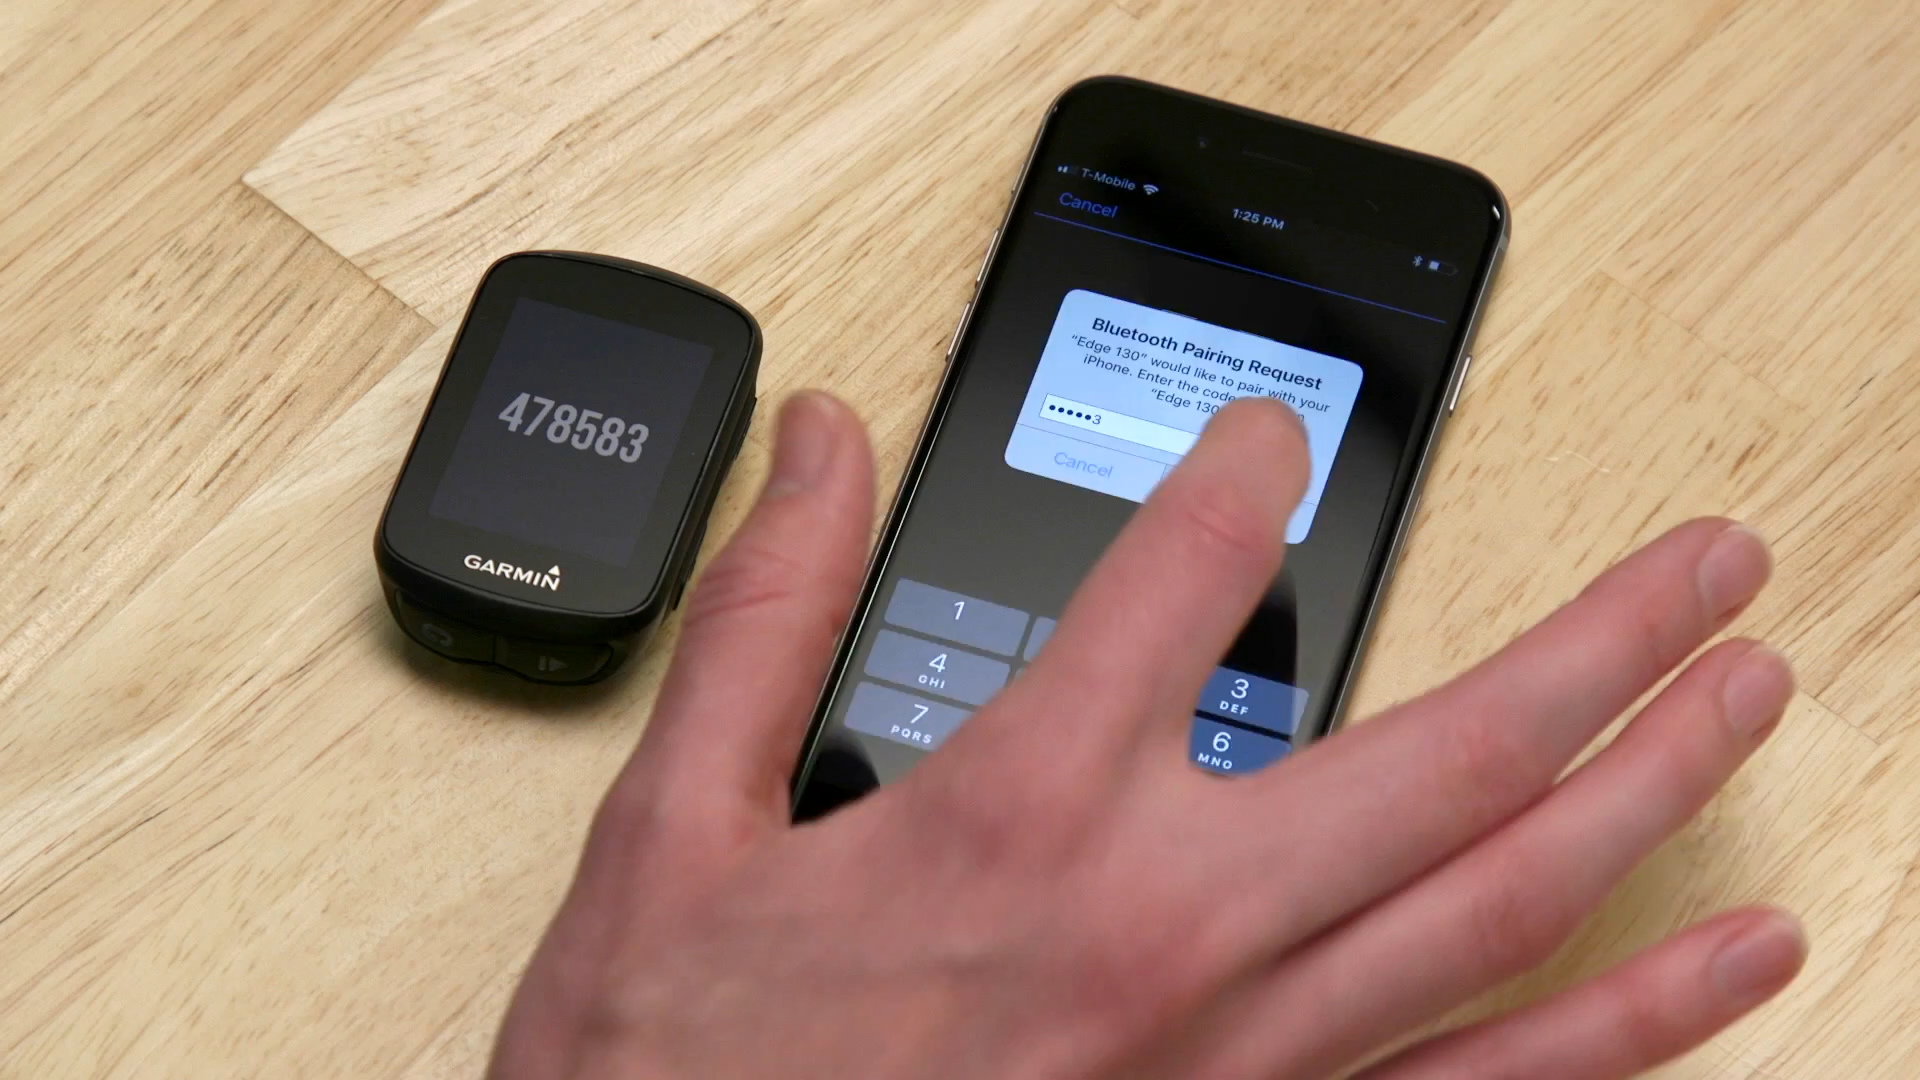 478583
GARMIN
T-Mobile
1:25 PM
Cancel
Bluetooth Pairing Request
"Edge 130" would like to pair with your
iPhone. Enter the code
"Edge 130
•••••3
Cancel
1
4
GHI
7
PQRS
3
DEF
6
MNO